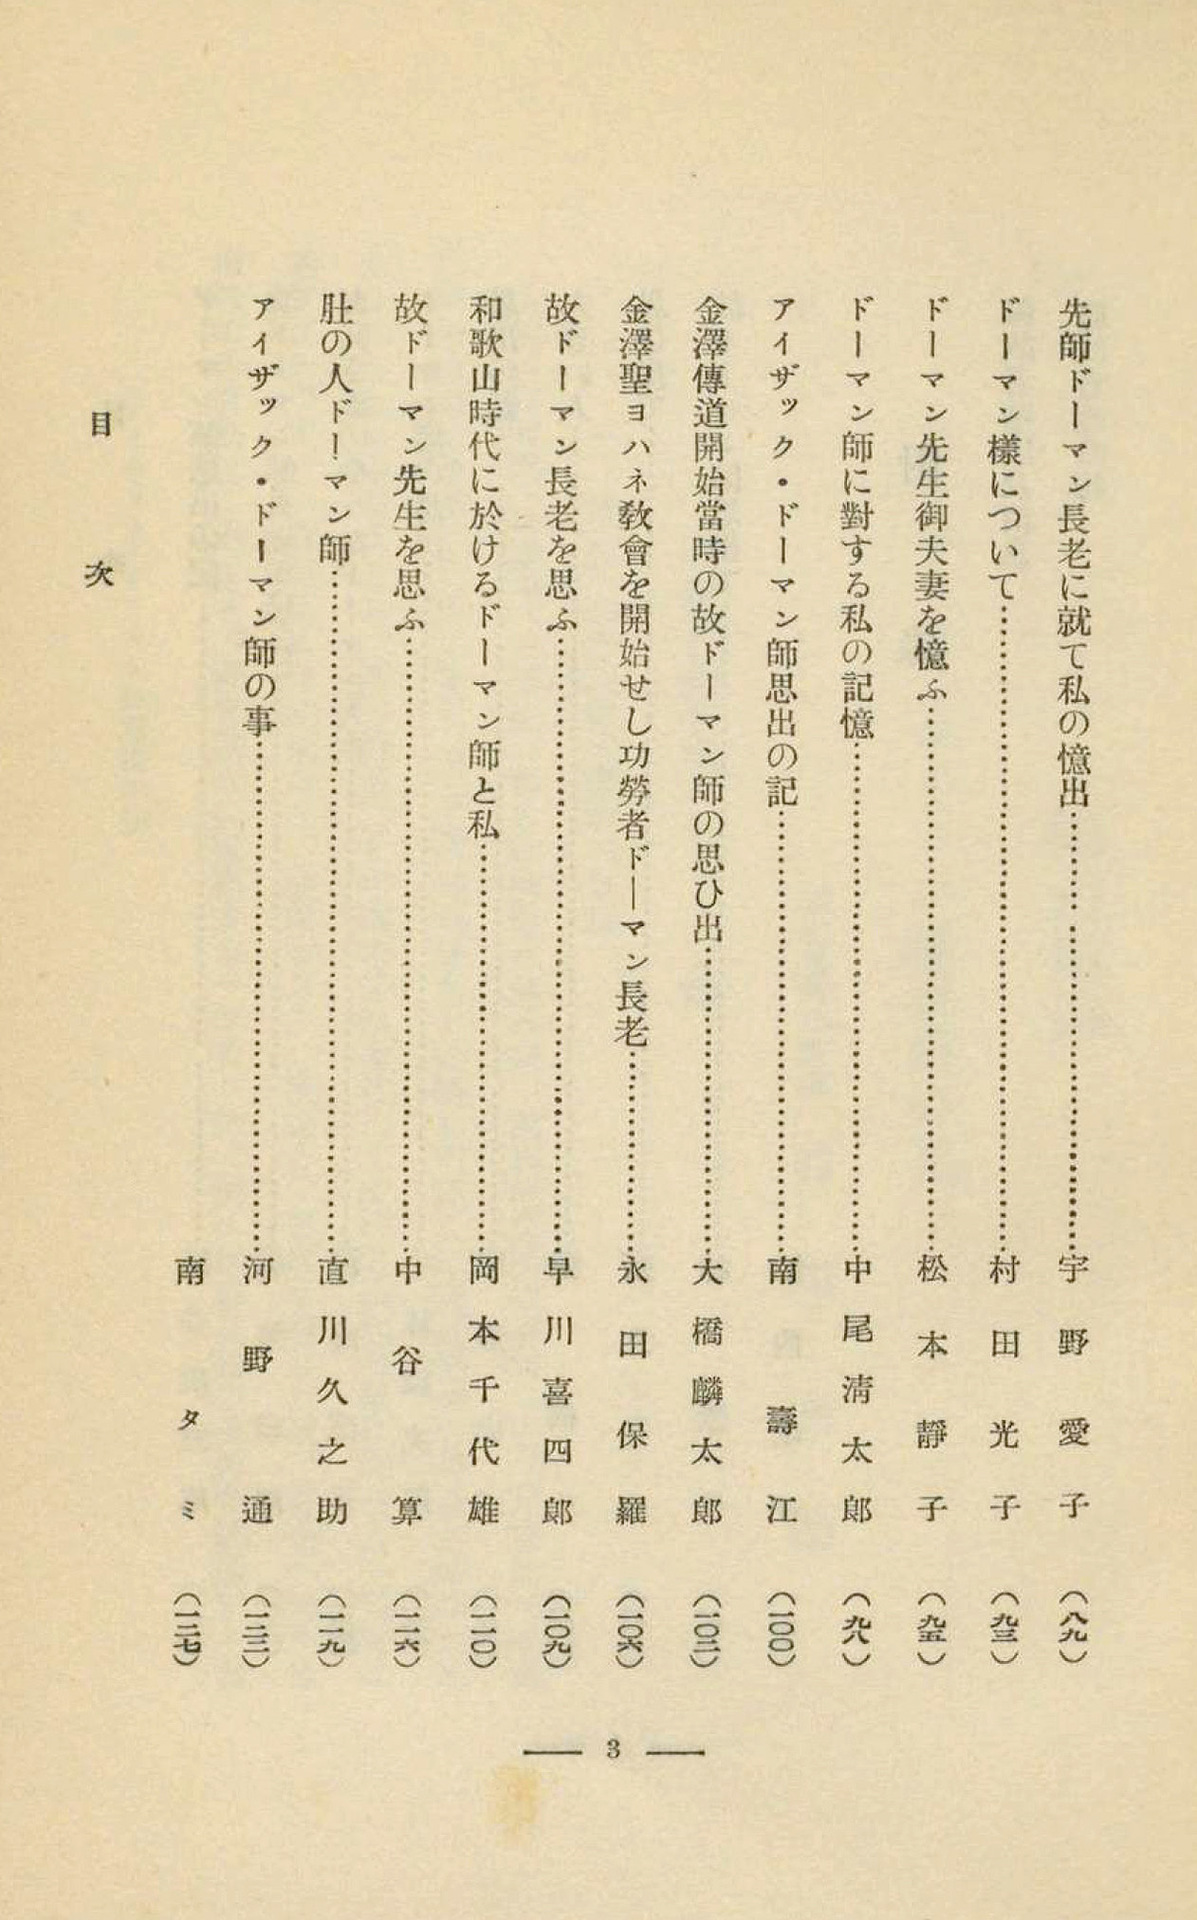 先師ドーマン長老に就て私の憶出…………宇野愛子（八九）
ドーマン樣について…………村田光子（九三）
ドーマン先生御夫妻を憶ふ…………松本靜子（九五）
ドーマン師に對する私の記憶…………中尾淸太郎（九八）
アイザック・ドーマン師思出の記…………南壽江（一〇〇）
金澤傳道開始當時の故ドーマン師の思ひ出…………大橋麟太郎（一〇二）
金澤聖ヨハネ敎會を開始せし功勞者ドーマン長老…………永田保羅（一〇六）
故ドーマン長老を思ふ…………早川喜四郎（一〇九）
和歌山時代に於けるドーマン師と私…………岡本千代雄（一一〇）
故ドーマン先生を思ふ…………中谷算（一一六）
肚の人ドーマン師…………直川久之助（一一九）
アイザック・ドーマン師の事…………河野通（一二二）
南タミ（一二七）
目次
3